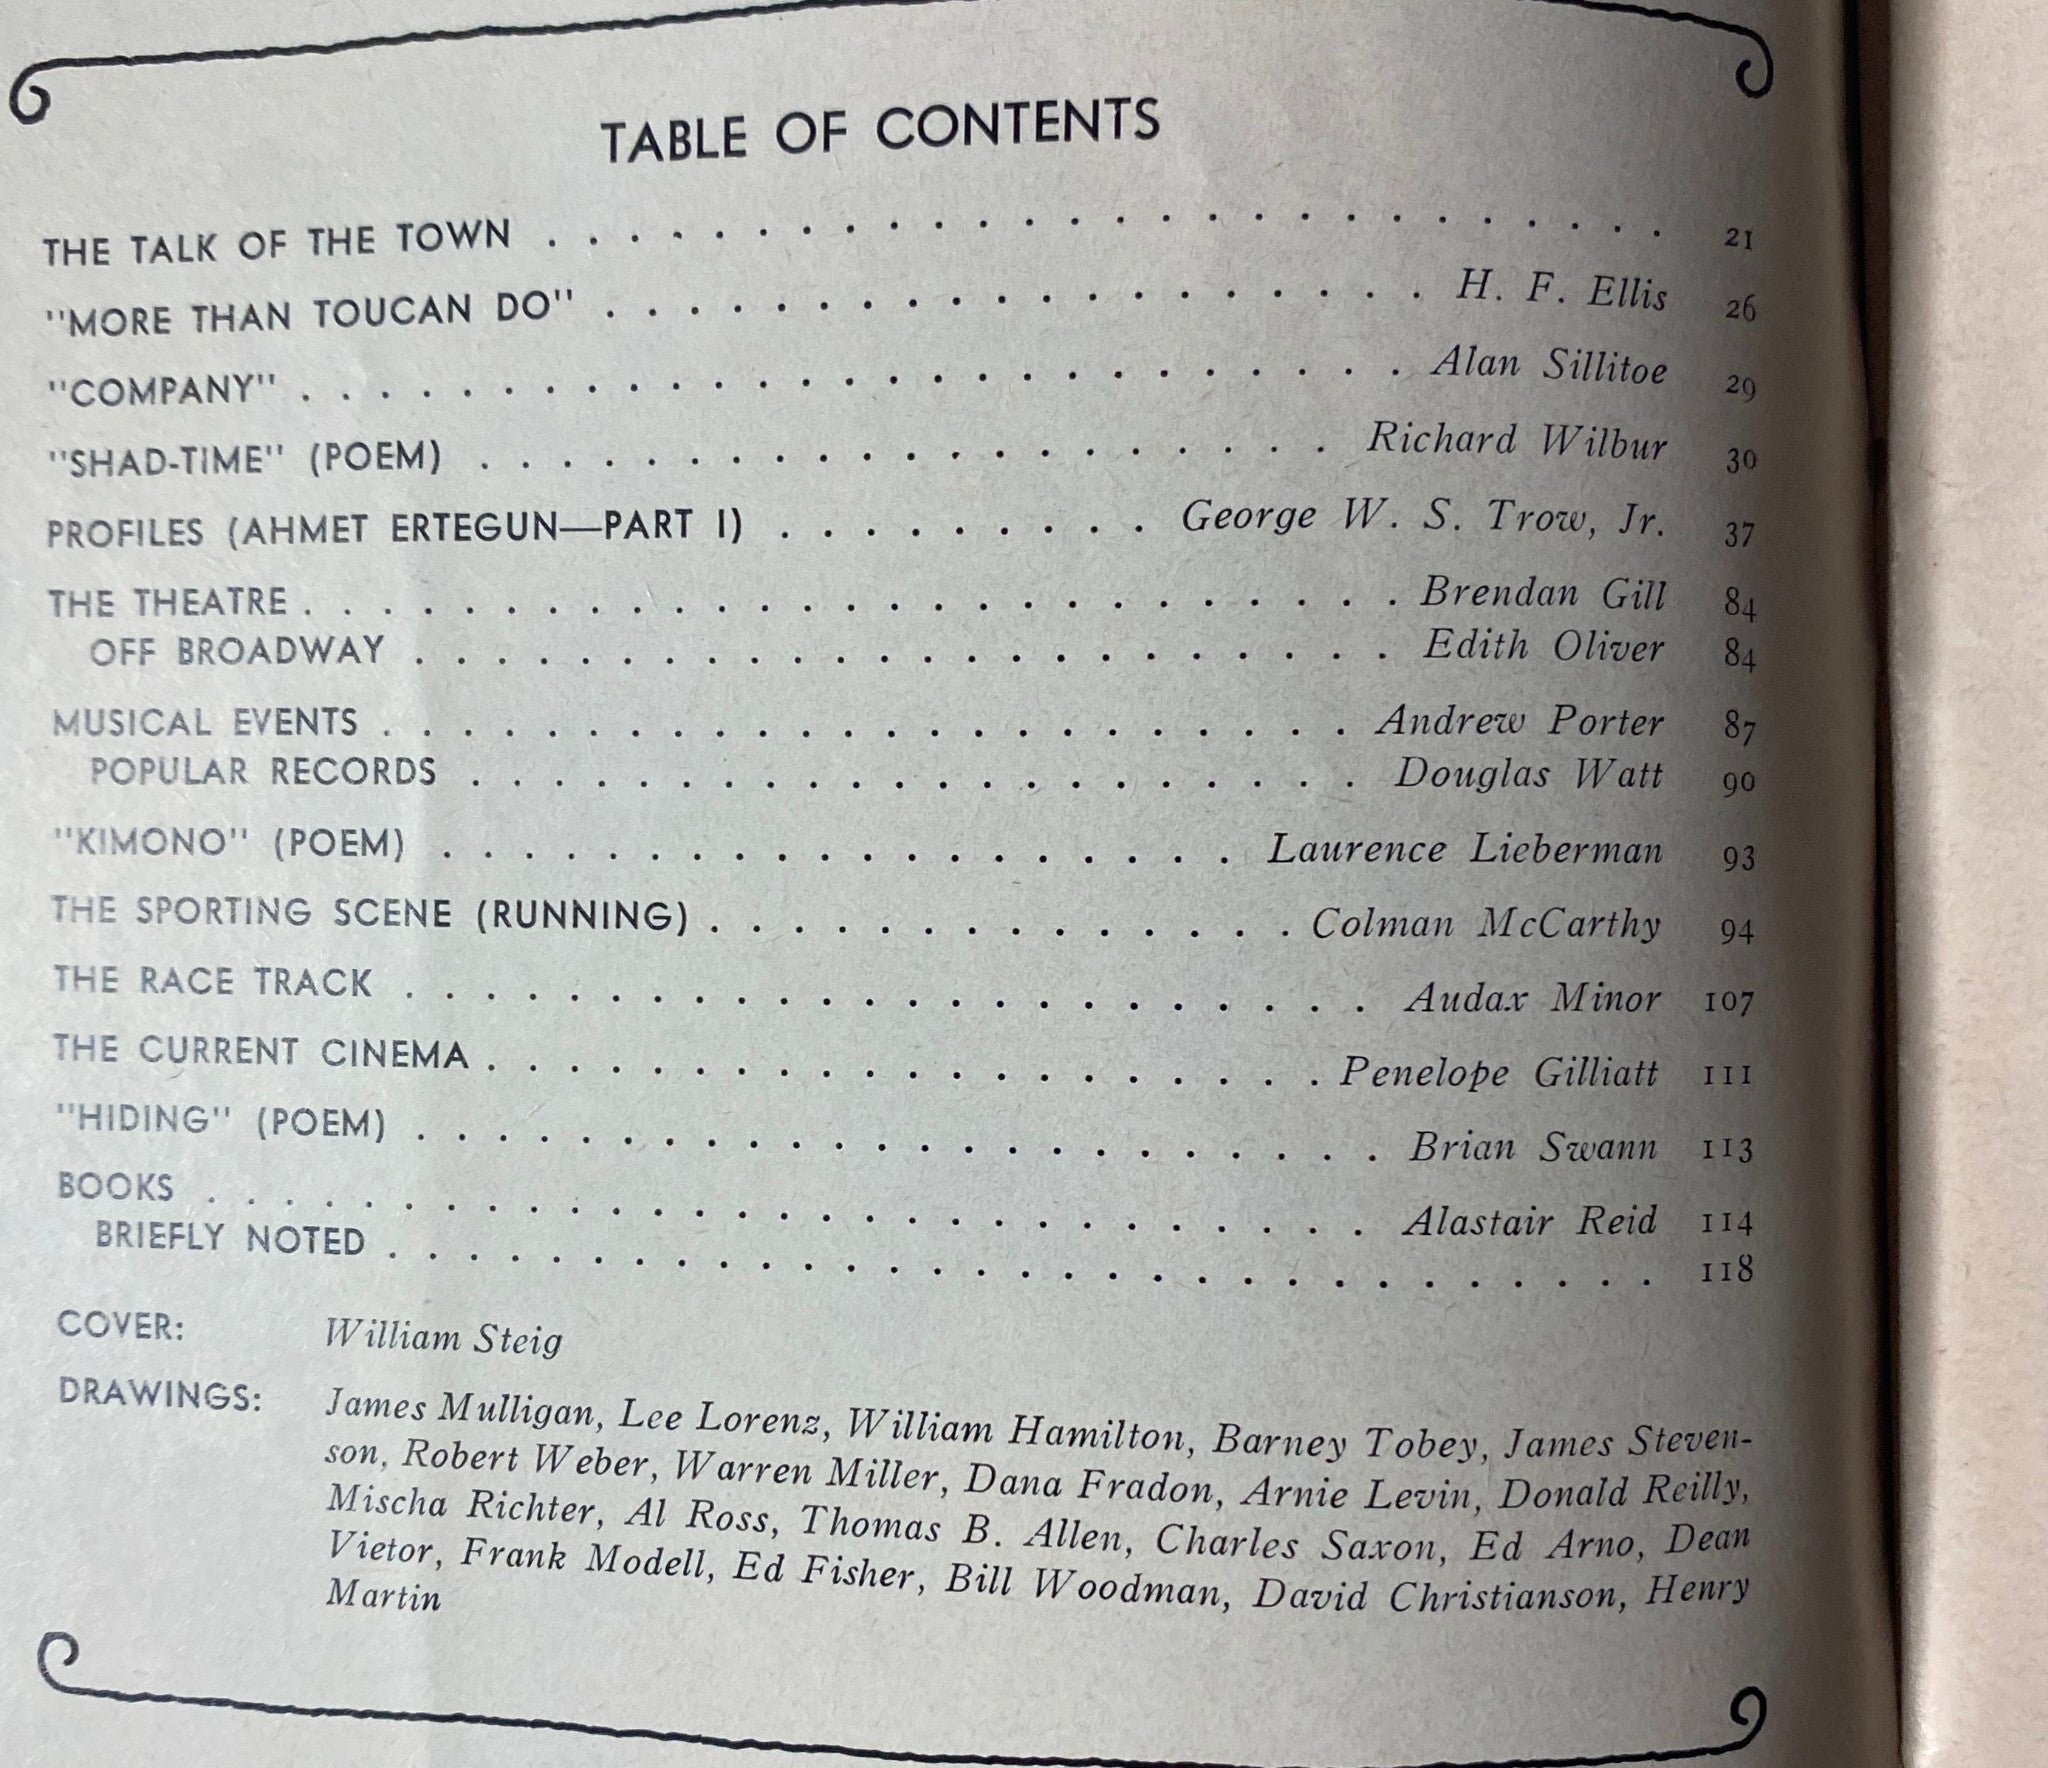 TABLE OF CONTENTS
THE TALK OF THE TOWN . . . . . . . . . . . . . . . . . . . . . . . . . . . 21
"MORE THAN TOUCAN DO" . . . . . . . . . . . . . . . . . . . . H. F. Ellis 26
"COMPANY" . . . . . . . . . . . . . . . . . . . . . . . . . . . Alan Sillitoe 29
"SHAD-TIME" (POEM) . . . . . . . . . . . . . . . . . . . . . Richard Wilbur 30
PROFILES (AHMET ERTEGUN—PART I) . . . . . . . . . George W. S. Trow, Jr. 37
THE THEATRE . . . . . . . . . . . . . . . . . . . . . . . . . . . Brendan Gill 84
OFF BROADWAY . . . . . . . . . . . . . . . . . . . . . . . . Edith Oliver 84
MUSICAL EVENTS . . . . . . . . . . . . . . . . . . . . . . . . Andrew Porter 87
POPULAR RECORDS . . . . . . . . . . . . . . . . . . . . . . Douglas Watt 90
"KIMONO" (POEM) . . . . . . . . . . . . . . . . . . . . Laurence Lieberman 93
THE SPORTING SCENE (RUNNING) . . . . . . . . . . . . . . . Colman McCarthy 94
THE RACE TRACK . . . . . . . . . . . . . . . . . . . . . . . . Audax Minor 107
THE CURRENT CINEMA . . . . . . . . . . . . . . . . . . . . . Penelope Gilliatt 111
"HIDING" (POEM) . . . . . . . . . . . . . . . . . . . . . . . . Brian Swann 113
BOOKS . . . . . . . . . . . . . . . . . . . . . . . . . . . . . Alastair Reid 114
BRIEFLY NOTED . . . . . . . . . . . . . . . . . . . . . . . . . . . . . . . 118
COVER: William Steig
DRAWINGS: James Mulligan, Lee Lorenz, William Hamilton, Barney Tobey, James Steven-
son, Robert Weber, Warren Miller, Dana Fradon, Arnie Levin, Donald Reilly,
Mischa Richter, Al Ross, Thomas B. Allen, Charles Saxon, Ed Arno, Dean
Vietor, Frank Modell, Ed Fisher, Bill Woodman, David Christianson, Henry
Martin